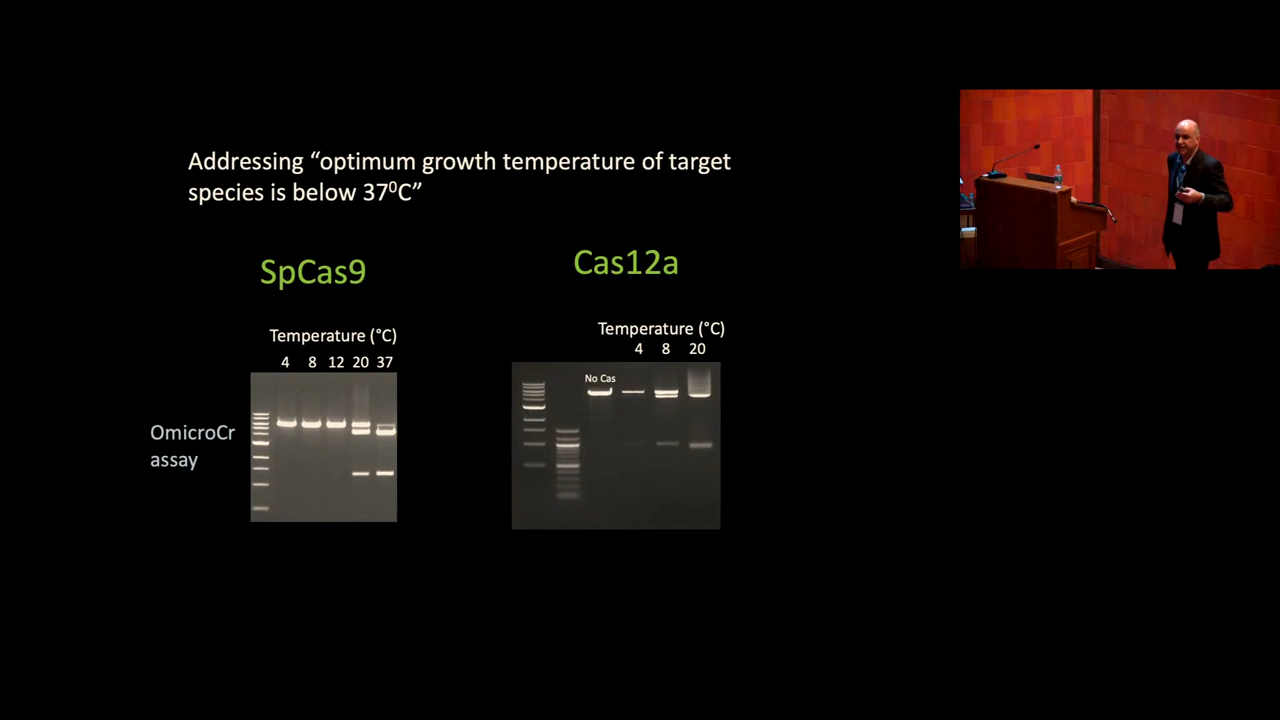 Addressing “optimum growth temperature of target
species is below 37⁰C”
SpCas9
Cas12a
Temperature (°C)
4 8 12 20 37
Temperature (°C)
4 8 20
No Cas
OmicroCr
assay